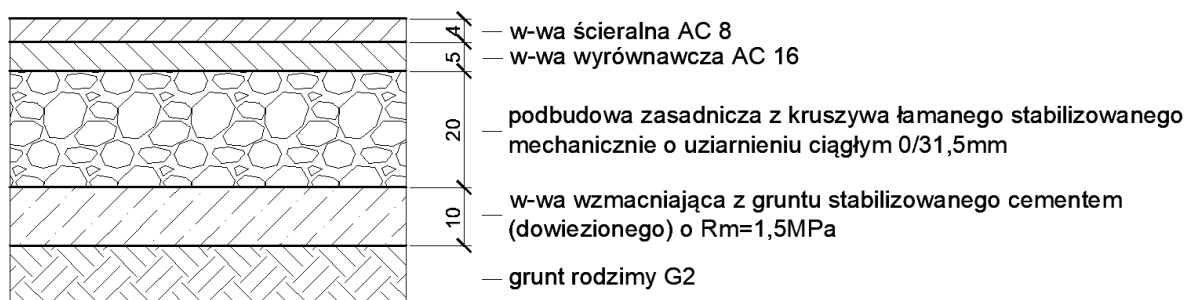 4
w-wa ścieralna AC 8
5
w-wa wyrównawcza AC 16
20
podbudowa zasadnicza z kruszywa łamanego stabilizowanego
mechanicznie o uziarnieniu ciągłym 0/31,5mm
10
w-wa wzmacniająca z gruntu stabilizowanego cementem
(dowiezionego) o Rm=1,5MPa
grunt rodzimy G2